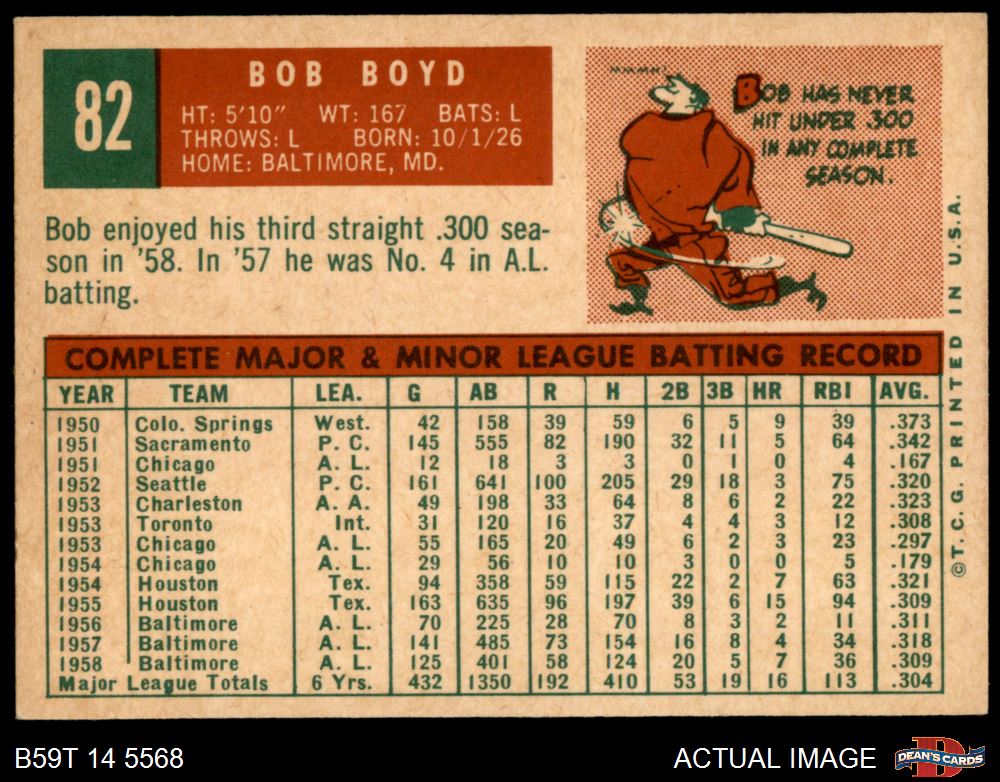 82
BOB BOYD
HT: 5'10" WT: 167 BATS: L
THROWS: L BORN: 10/1/26
HOME: BALTIMORE, MD.
Bob enjoyed his third straight .300 sea-
son in '58. In '57 he was No. 4 in A.L.
batting.
MMMMH!
BOB HAS NEVER
HIT UNDER .300
IN ANY COMPLETE
SEASON.
COMPLETE MAJOR & MINOR LEAGUE BATTING RECORD
YEAR TEAM LEA. G AB R H 2B 3B HR RBI AVG.
1950 Colo. Springs West. 42 158 39 59 6 5 9 39 .373
1951 Sacramento P. C. 145 555 82 190 32 11 5 64 .342
1951 Chicago A. L. 12 18 3 3 0 1 0 4 .167
1952 Seattle P. C. 161 641 100 205 29 18 3 75 .320
1953 Charleston A. A. 49 198 33 64 8 6 2 22 .323
1953 Toronto Int. 31 120 16 37 4 4 3 12 .308
1953 Chicago A. L. 55 165 20 49 6 2 3 23 .297
1954 Chicago A. L. 29 56 10 10 3 0 0 5 .179
1954 Houston Tex. 94 358 59 115 22 2 7 63 .321
1955 Houston Tex. 163 635 96 197 39 6 15 94 .309
1956 Baltimore A. L. 70 225 28 70 8 3 2 11 .311
1957 Baltimore A. L. 141 485 73 154 16 8 4 34 .318
1958 Baltimore A. L. 125 401 58 124 20 5 7 36 .309
Major League Totals 6 Yrs. 432 1350 192 410 53 19 16 113 .304
©T. C. G. PRINTED IN U.S.A.
B59T 14 5568
ACTUAL IMAGE
D
DEAN'S CARDS